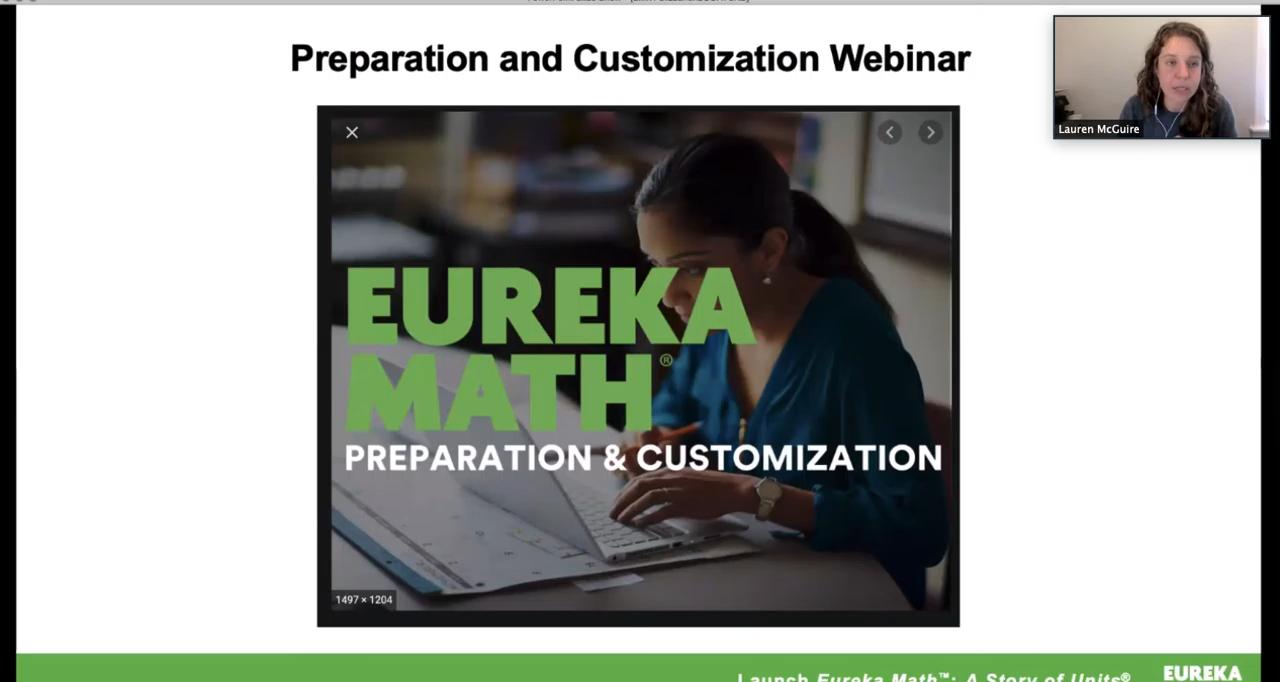 Preparation and Customization Webinar
Lauren McGuire
EUREKA
MATH®
PREPARATION & CUSTOMIZATION
1497 × 1204
Launch Eureka Math™: A Story of Units®
EUREKA